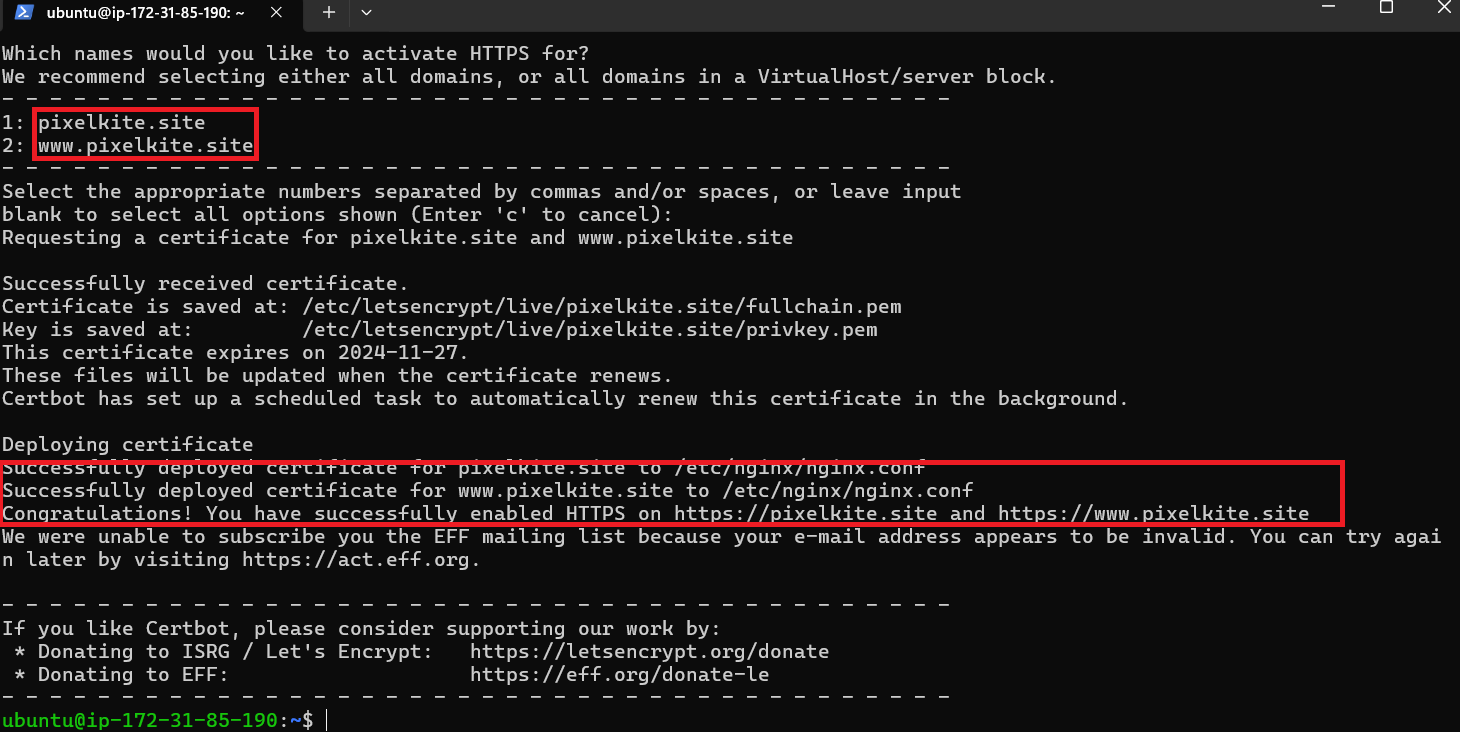 ubuntu@ip-172-31-85-190: ~
Which names would you like to activate HTTPS for?
We recommend selecting either all domains, or all domains in a VirtualHost/server block.
- - - - - - - - - - - - - - - - - - - - - - - - - - - - - - - - - - - - - - - -
1: pixelkite.site
2: www.pixelkite.site
- - - - - - - - - - - - - - - - - - - - - - - - - - - - - - - - - - - - - - - -
Select the appropriate numbers separated by commas and/or spaces, or leave input
blank to select all options shown (Enter 'c' to cancel):
Requesting a certificate for pixelkite.site and www.pixelkite.site
Successfully received certificate.
Certificate is saved at: /etc/letsencrypt/live/pixelkite.site/fullchain.pem
Key is saved at:         /etc/letsencrypt/live/pixelkite.site/privkey.pem
This certificate expires on 2024-11-27.
These files will be updated when the certificate renews.
Certbot has set up a scheduled task to automatically renew this certificate in the background.
Deploying certificate
Successfully deployed certificate for pixelkite.site to /etc/nginx/nginx.conf
Successfully deployed certificate for www.pixelkite.site to /etc/nginx/nginx.conf
Congratulations! You have successfully enabled HTTPS on https://pixelkite.site and https://www.pixelkite.site
We were unable to subscribe you the EFF mailing list because your e-mail address appears to be invalid. You can try agai
n later by visiting https://act.eff.org.
- - - - - - - - - - - - - - - - - - - - - - - - - - - - - - - - - - - - - - - -
If you like Certbot, please consider supporting our work by:
 * Donating to ISRG / Let's Encrypt:   https://letsencrypt.org/donate
 * Donating to EFF:                    https://eff.org/donate-le
- - - - - - - - - - - - - - - - - - - - - - - - - - - - - - - - - - - - - - - -
ubuntu@ip-172-31-85-190:~$